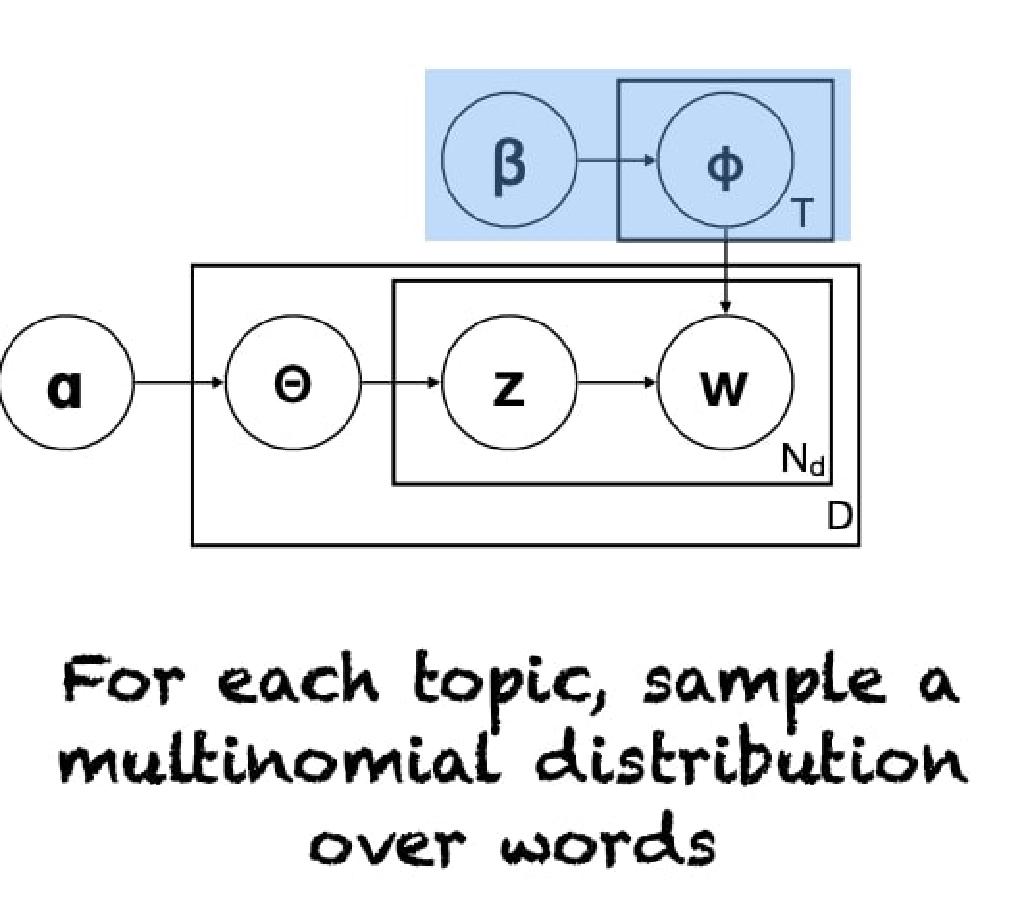 β ϕ
T
α Θ z w
N_d
D
For each topic, sample a
multinomial distribution
over words